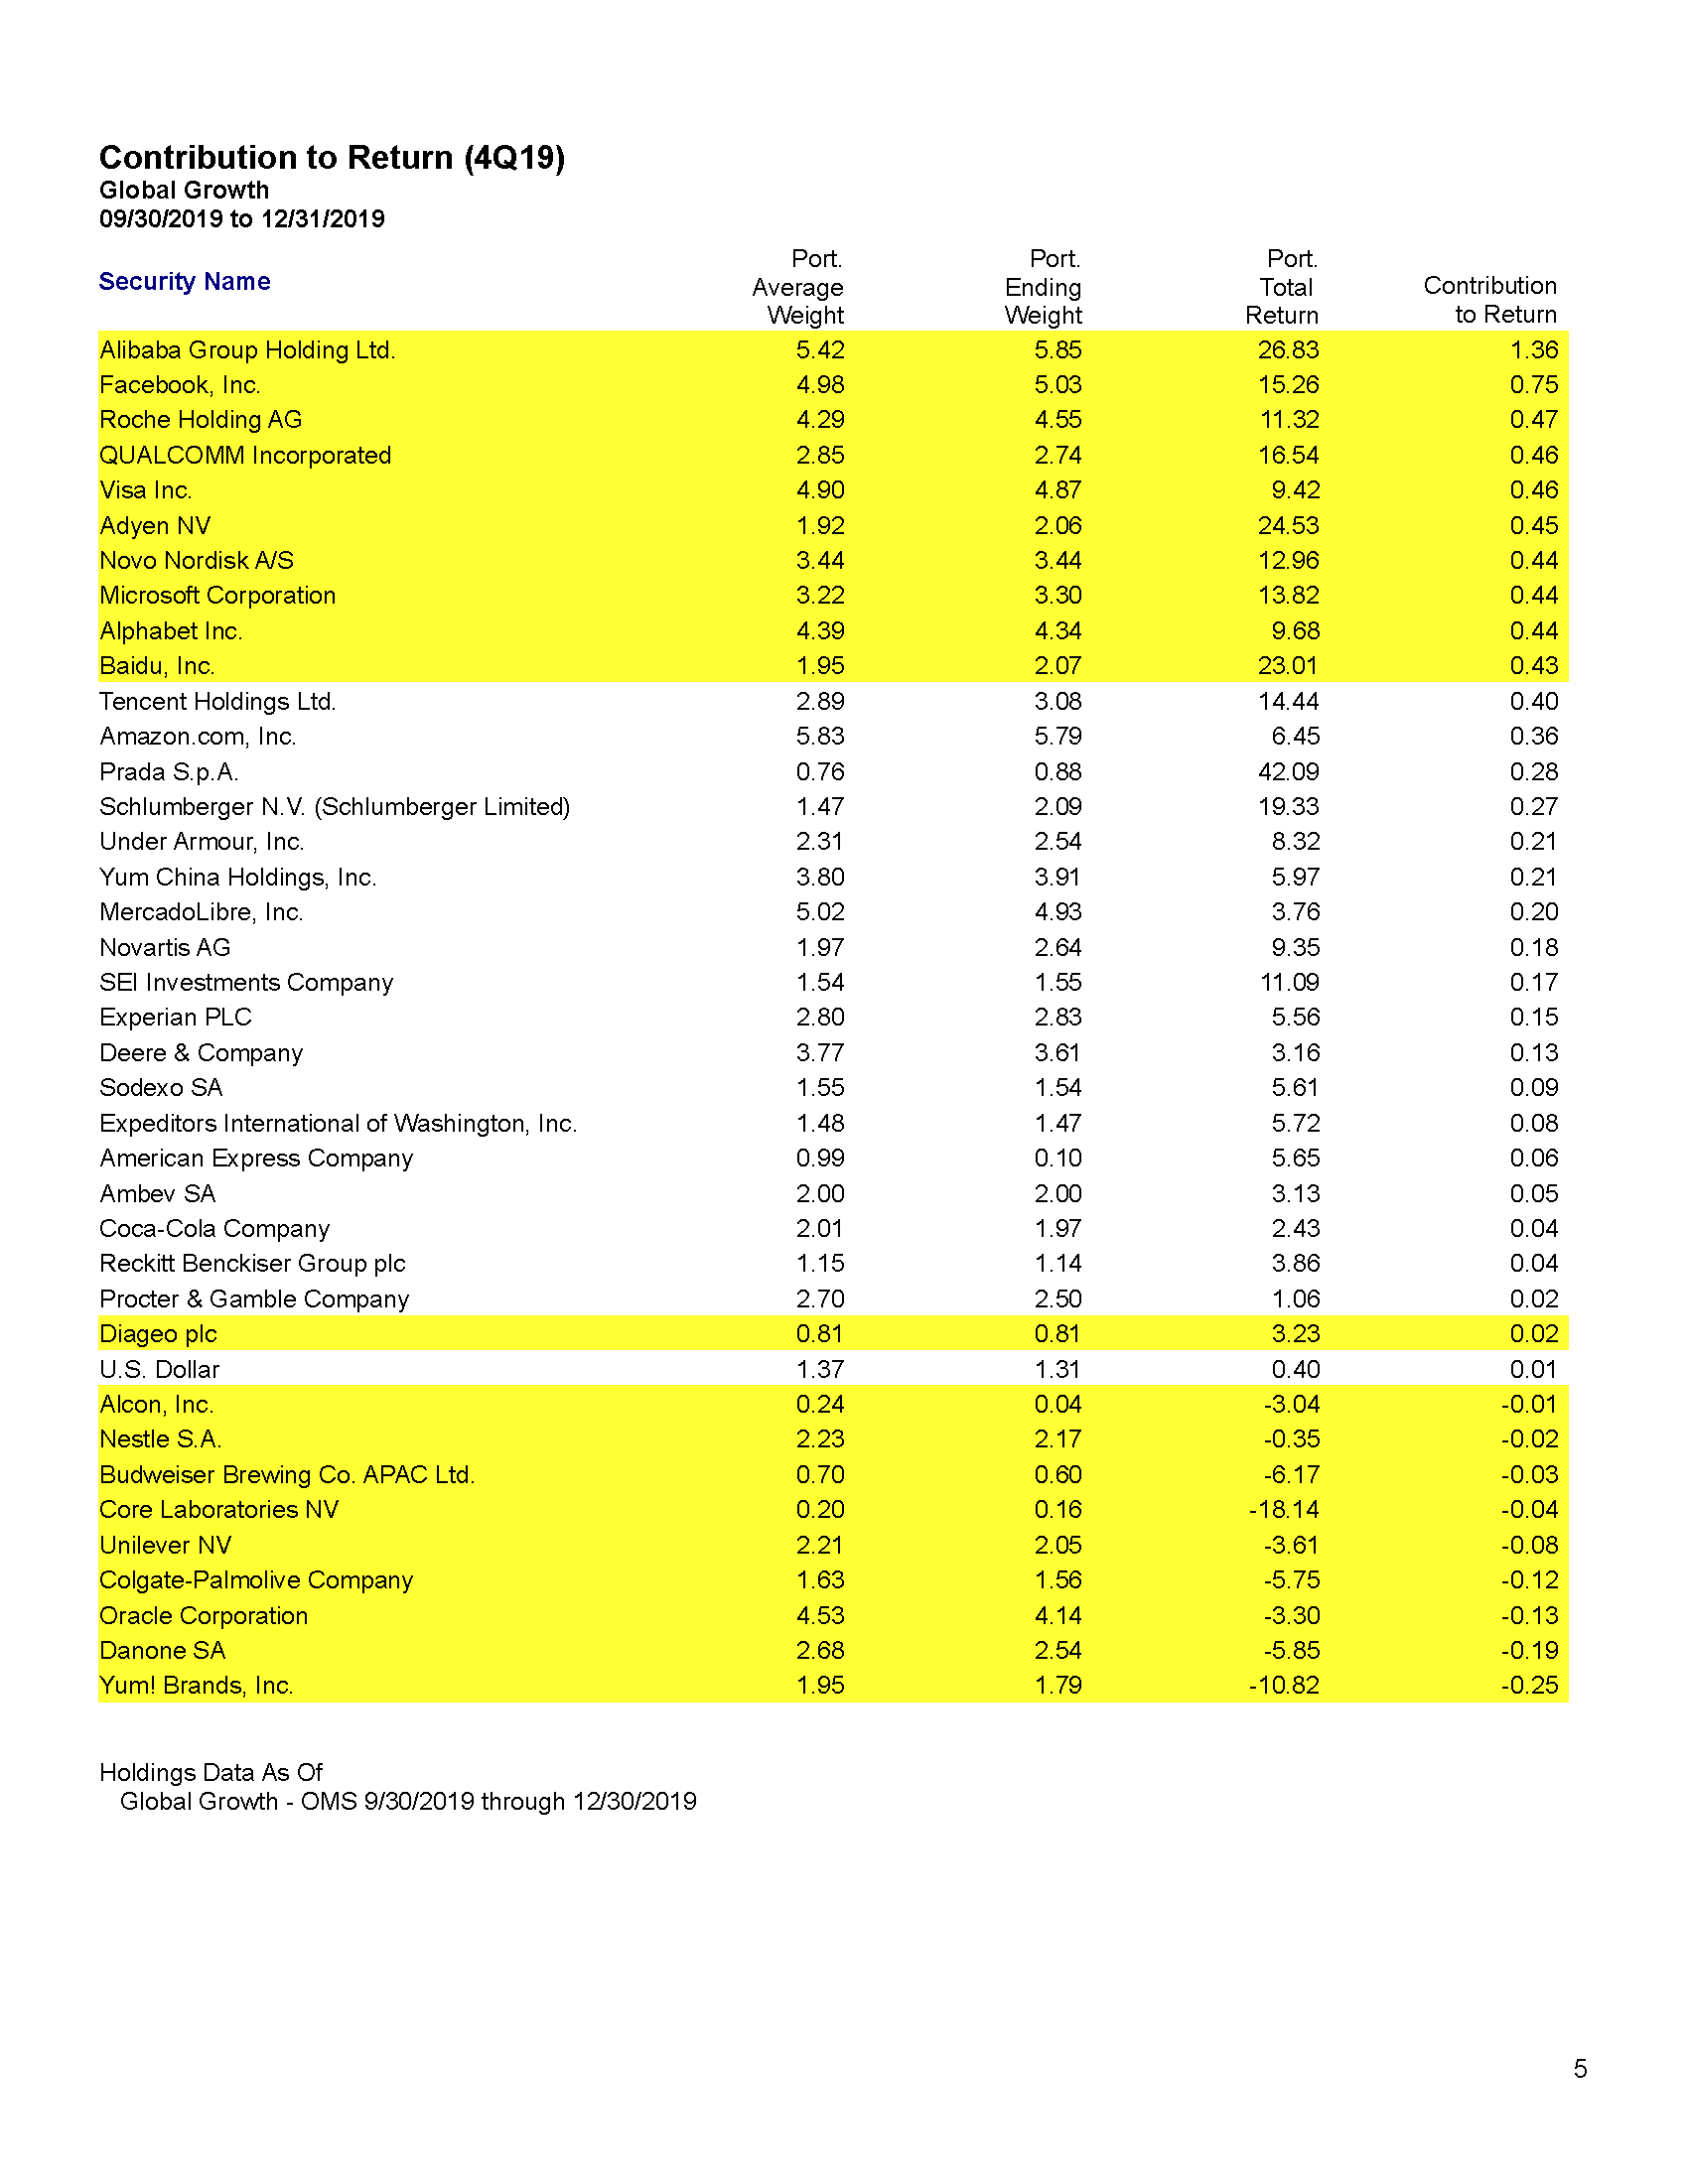 Contribution to Return (4Q19)
Global Growth
09/30/2019 to 12/31/2019
Security Name
Port. Average Weight
Port. Ending Weight
Port. Total Return
Contribution to Return
Alibaba Group Holding Ltd. 5.42 5.85 26.83 1.36
Facebook, Inc. 4.98 5.03 15.26 0.75
Roche Holding AG 4.29 4.55 11.32 0.47
QUALCOMM Incorporated 2.85 2.74 16.54 0.46
Visa Inc. 4.90 4.87 9.42 0.46
Adyen NV 1.92 2.06 24.53 0.45
Novo Nordisk A/S 3.44 3.44 12.96 0.44
Microsoft Corporation 3.22 3.30 13.82 0.44
Alphabet Inc. 4.39 4.34 9.68 0.44
Baidu, Inc. 1.95 2.07 23.01 0.43
Tencent Holdings Ltd. 2.89 3.08 14.44 0.40
Amazon.com, Inc. 5.83 5.79 6.45 0.36
Prada S.p.A. 0.76 0.88 42.09 0.28
Schlumberger N.V. (Schlumberger Limited) 1.47 2.09 19.33 0.27
Under Armour, Inc. 2.31 2.54 8.32 0.21
Yum China Holdings, Inc. 3.80 3.91 5.97 0.21
MercadoLibre, Inc. 5.02 4.93 3.76 0.20
Novartis AG 1.97 2.64 9.35 0.18
SEI Investments Company 1.54 1.55 11.09 0.17
Experian PLC 2.80 2.83 5.56 0.15
Deere & Company 3.77 3.61 3.16 0.13
Sodexo SA 1.55 1.54 5.61 0.09
Expeditors International of Washington, Inc. 1.48 1.47 5.72 0.08
American Express Company 0.99 0.10 5.65 0.06
Ambev SA 2.00 2.00 3.13 0.05
Coca-Cola Company 2.01 1.97 2.43 0.04
Reckitt Benckiser Group plc 1.15 1.14 3.86 0.04
Procter & Gamble Company 2.70 2.50 1.06 0.02
Diageo plc 0.81 0.81 3.23 0.02
U.S. Dollar 1.37 1.31 0.40 0.01
Alcon, Inc. 0.24 0.04 -3.04 -0.01
Nestle S.A. 2.23 2.17 -0.35 -0.02
Budweiser Brewing Co. APAC Ltd. 0.70 0.60 -6.17 -0.03
Core Laboratories NV 0.20 0.16 -18.14 -0.04
Unilever NV 2.21 2.05 -3.61 -0.08
Colgate-Palmolive Company 1.63 1.56 -5.75 -0.12
Oracle Corporation 4.53 4.14 -3.30 -0.13
Danone SA 2.68 2.54 -5.85 -0.19
Yum! Brands, Inc. 1.95 1.79 -10.82 -0.25
Holdings Data As Of
Global Growth - OMS 9/30/2019 through 12/30/2019
5